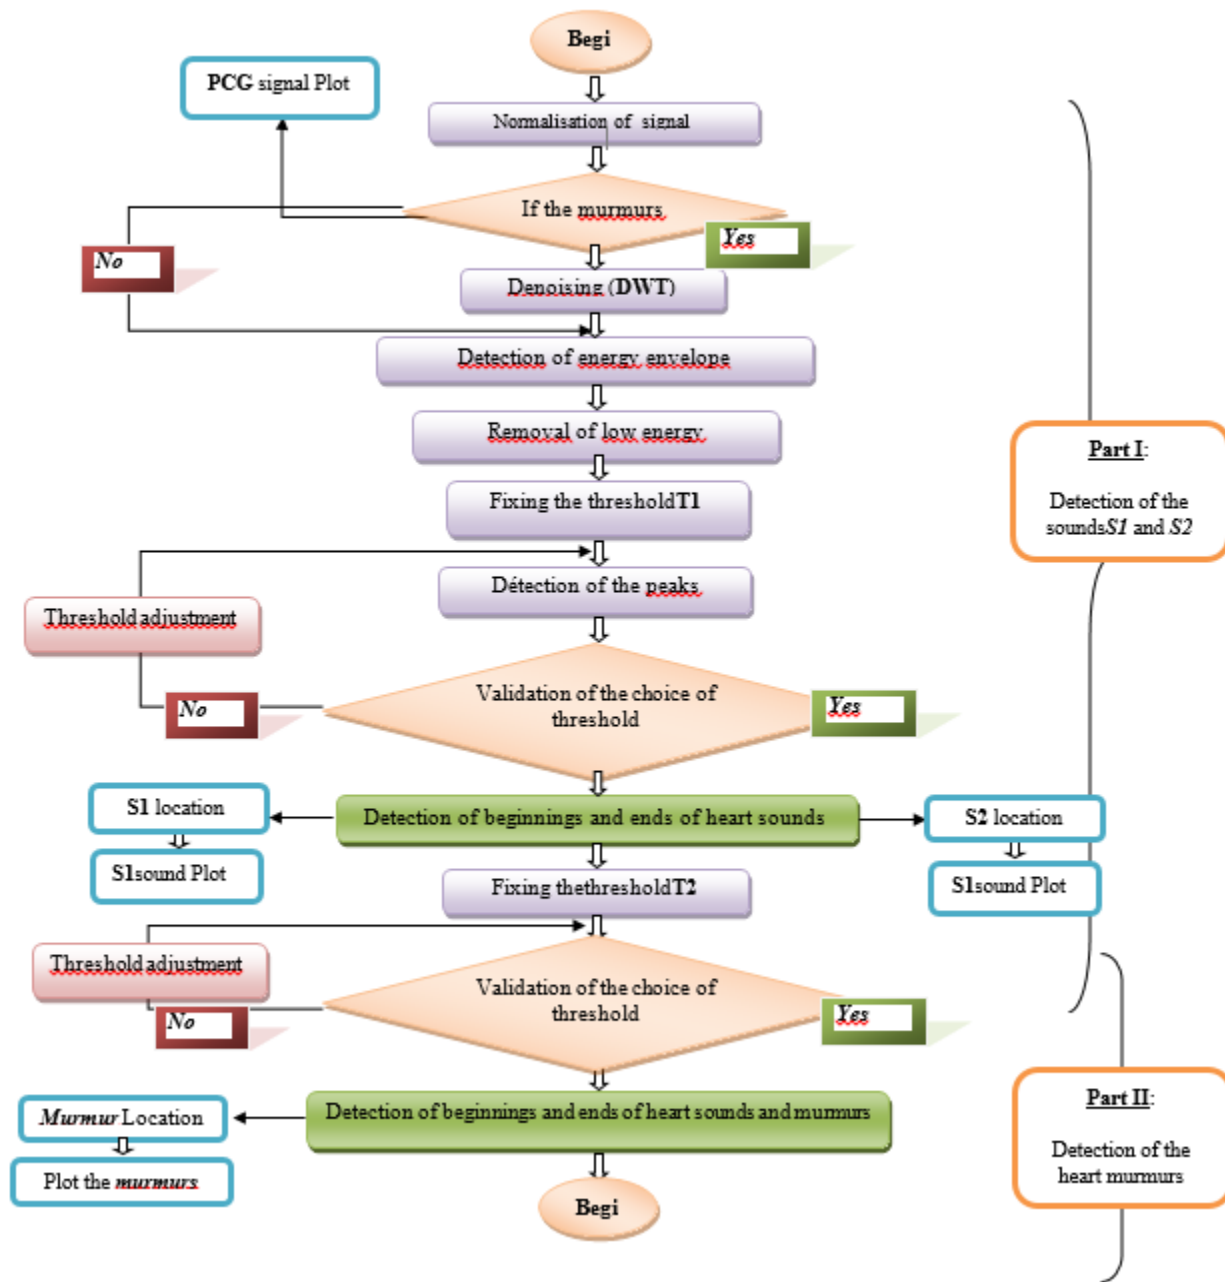 Begi
PCG signal Plot
Normalisation of signal
If the murmurs
Yes
No
Denoising (DWT)
Detection of energy envelope
Removal of low energy
Part I:
Detection of the
soundsS1 and S2
Fixing the thresholdT1
Détection of the peaks
Threshold adjustment
Validation of the choice of
threshold
No
Yes
S1 location
Detection of beginnings and ends of heart sounds
S2 location
S1sound Plot
Fixing thethresholdT2
S1sound Plot
Threshold adjustment
Validation of the choice of
threshold
No
Yes
Murmur Location
Detection of beginnings and ends of heart sounds and murmurs
Part II:
Detection of the
heart murmurs
Plot the murmurs
Begi